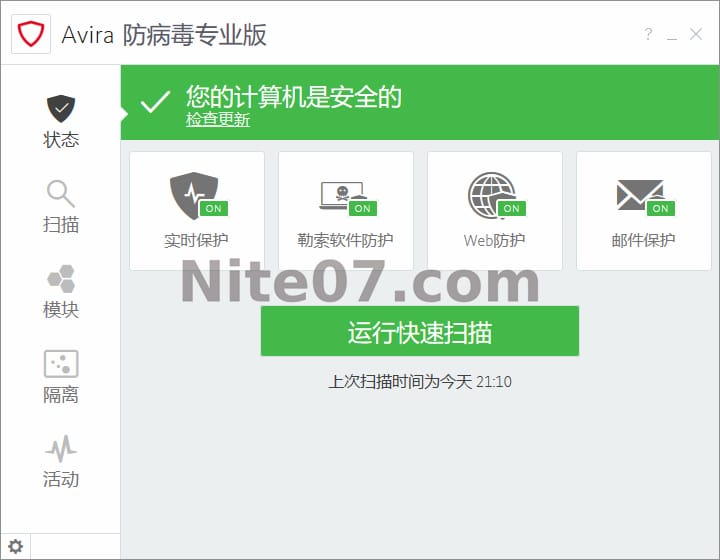 Avira 防病毒专业版
?
状态
扫描
模块
隔离
活动
您的计算机是安全的
检查更新
ON
实时保护
ON
勒索软件防护
ON
Web防护
ON
邮件保护
Nite07.com
运行快速扫描
上次扫描时间为今天 21:10